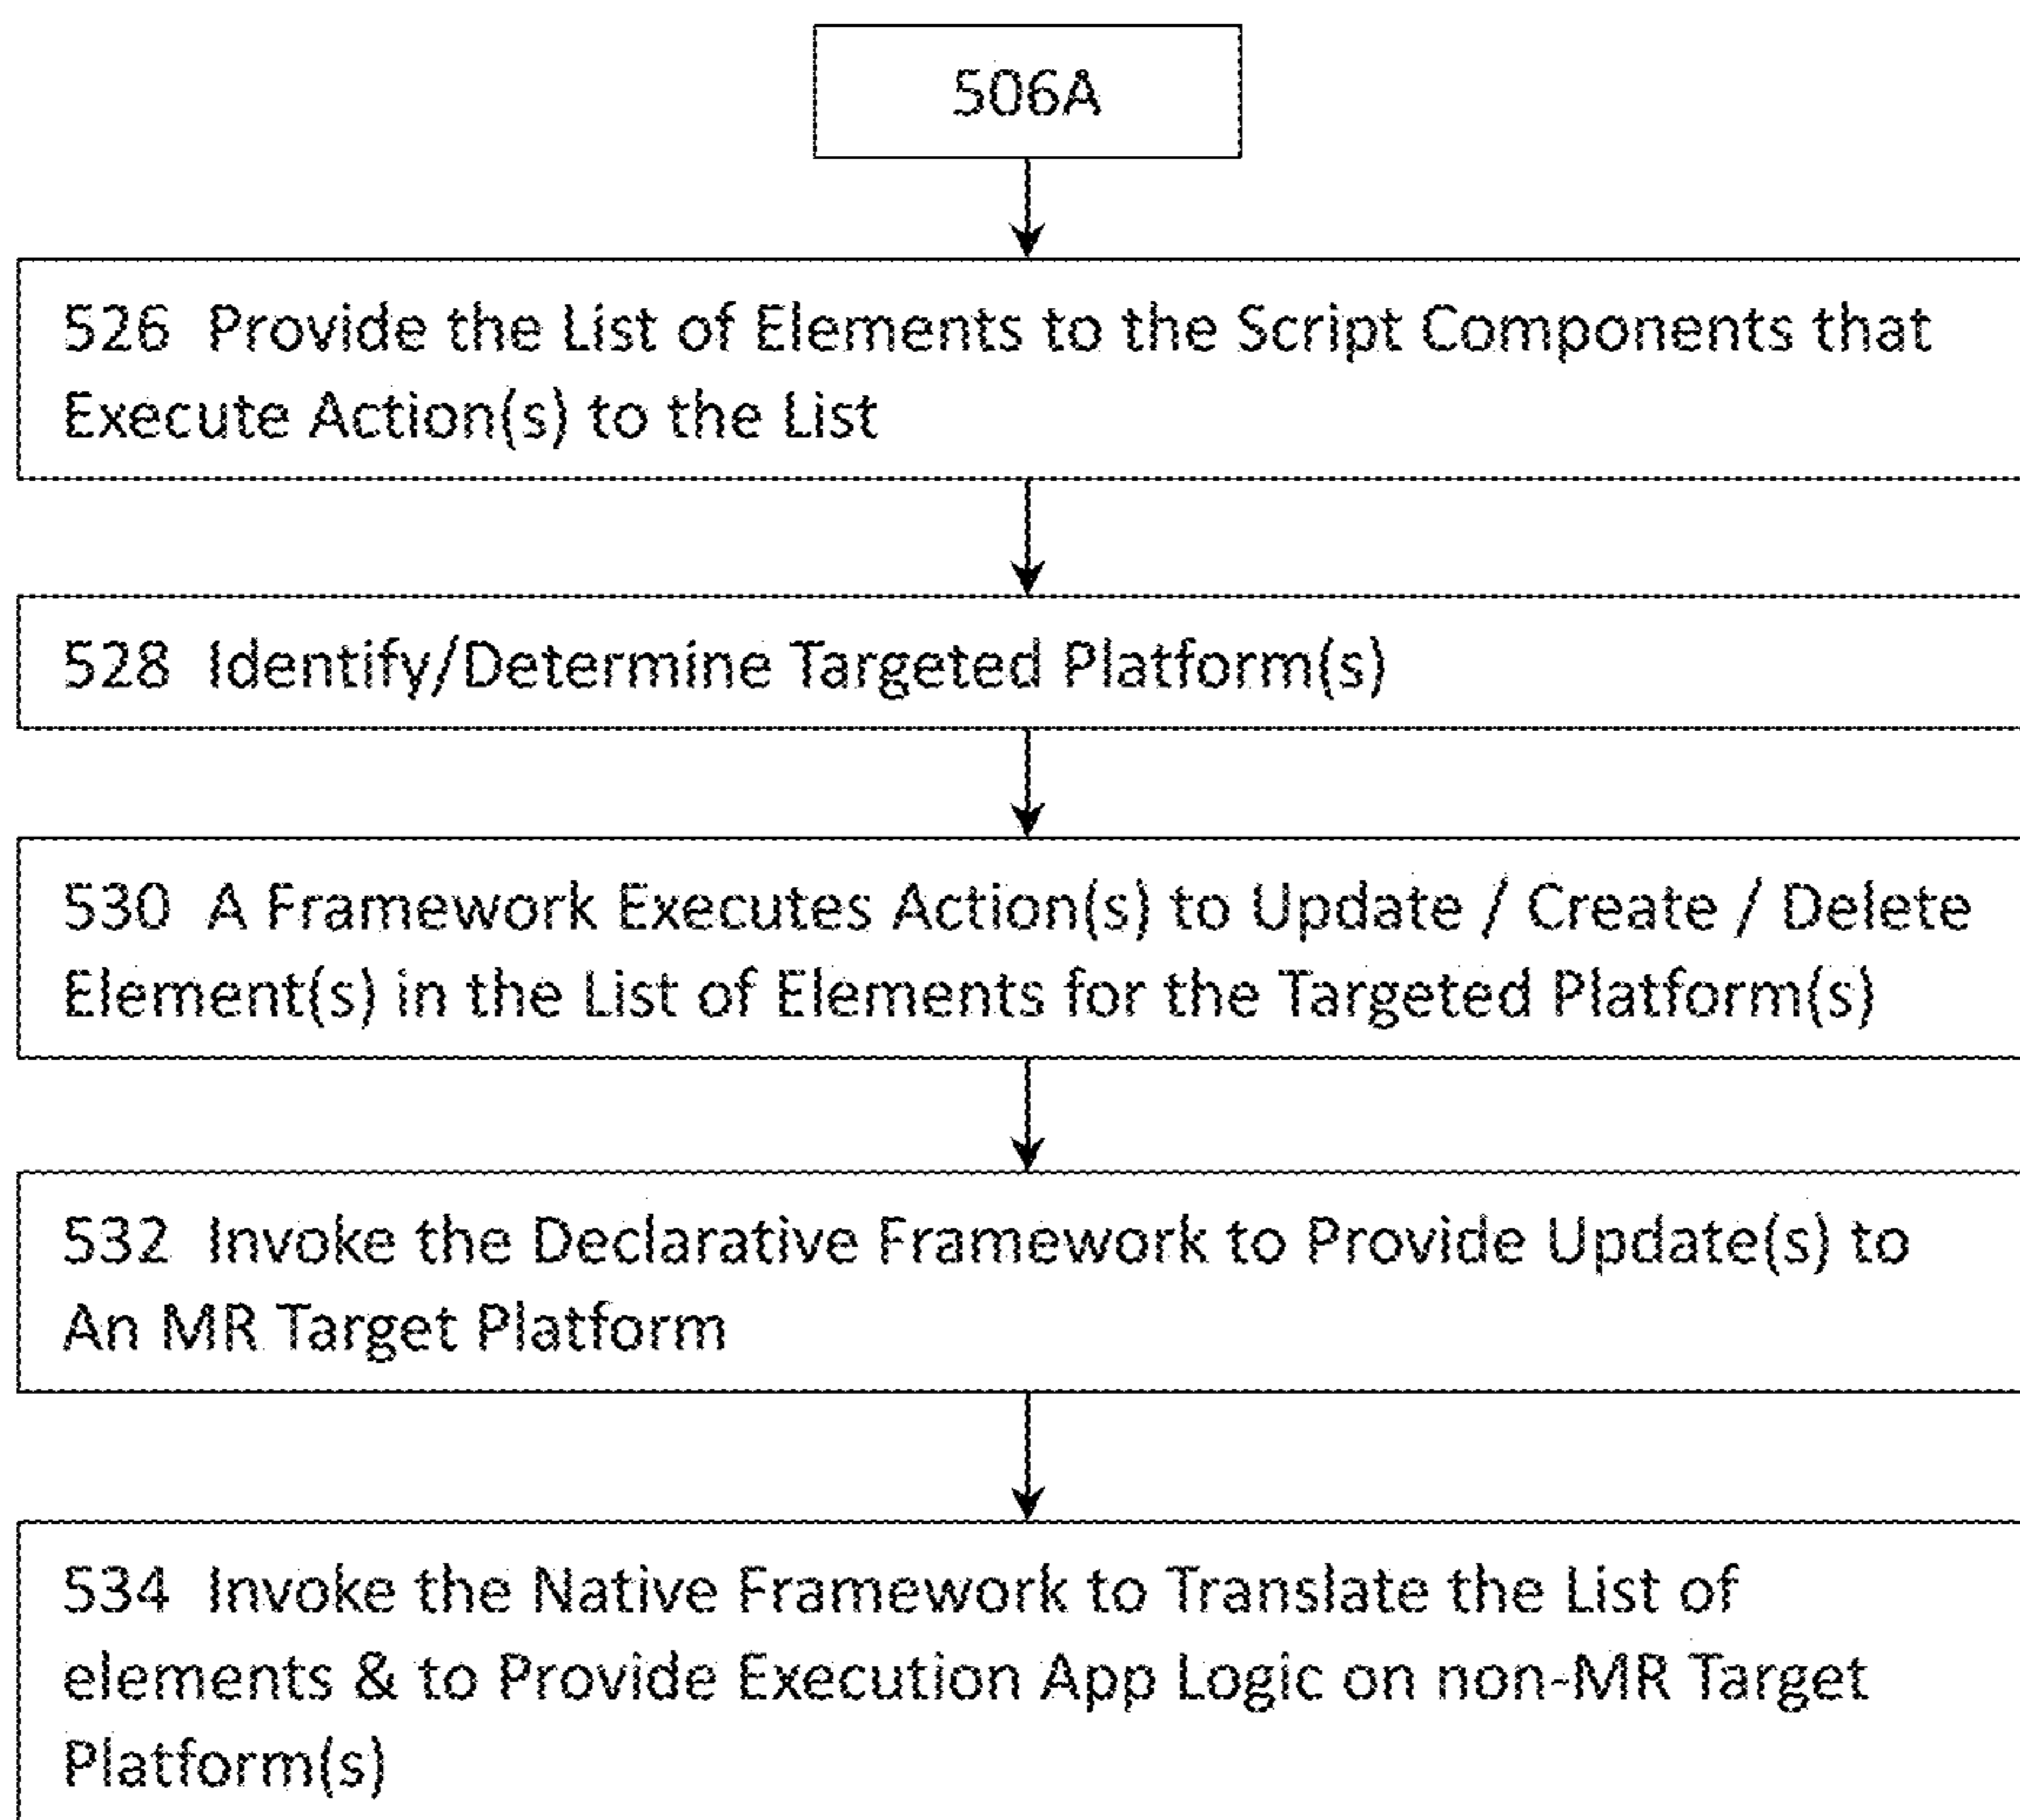 506A
526 Provide the List of Elements to the Script Components that
Execute Action(s) to the List
528 Identify/Determine Targeted Platform(s)
530 A Framework Executes Action(s) to Update / Create / Delete
Element(s) in the List of Elements for the Targeted Platform(s)
532 Invoke the Declarative Framework to Provide Update(s) to
An MR Target Platform
534 Invoke the Native Framework to Translate the List of
elements & to Provide Execution App Logic on non-MR Target
Platform(s)